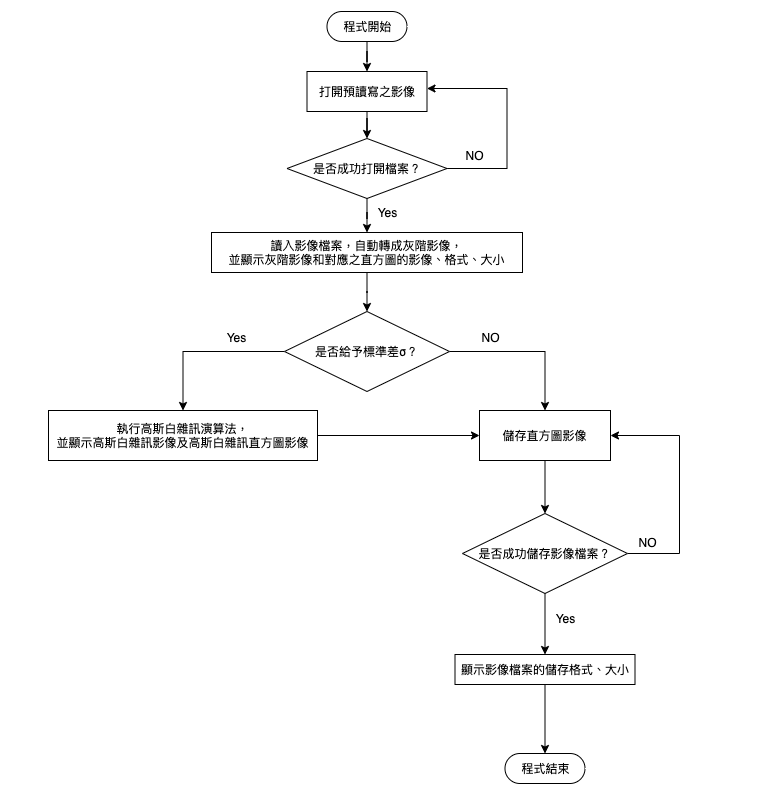 程式開始
打開預讀寫之影像
是否成功打開檔案？
NO
Yes
讀入影像檔案，自動轉成灰階影像，
並顯示灰階影像和對應之直方圖的影像、格式、大小
是否給予標準差σ？
Yes
NO
執行高斯白雜訊演算法，
並顯示高斯白雜訊影像及高斯白雜訊直方圖影像
儲存直方圖影像
是否成功儲存影像檔案？
NO
Yes
顯示影像檔案的儲存格式、大小
程式結束